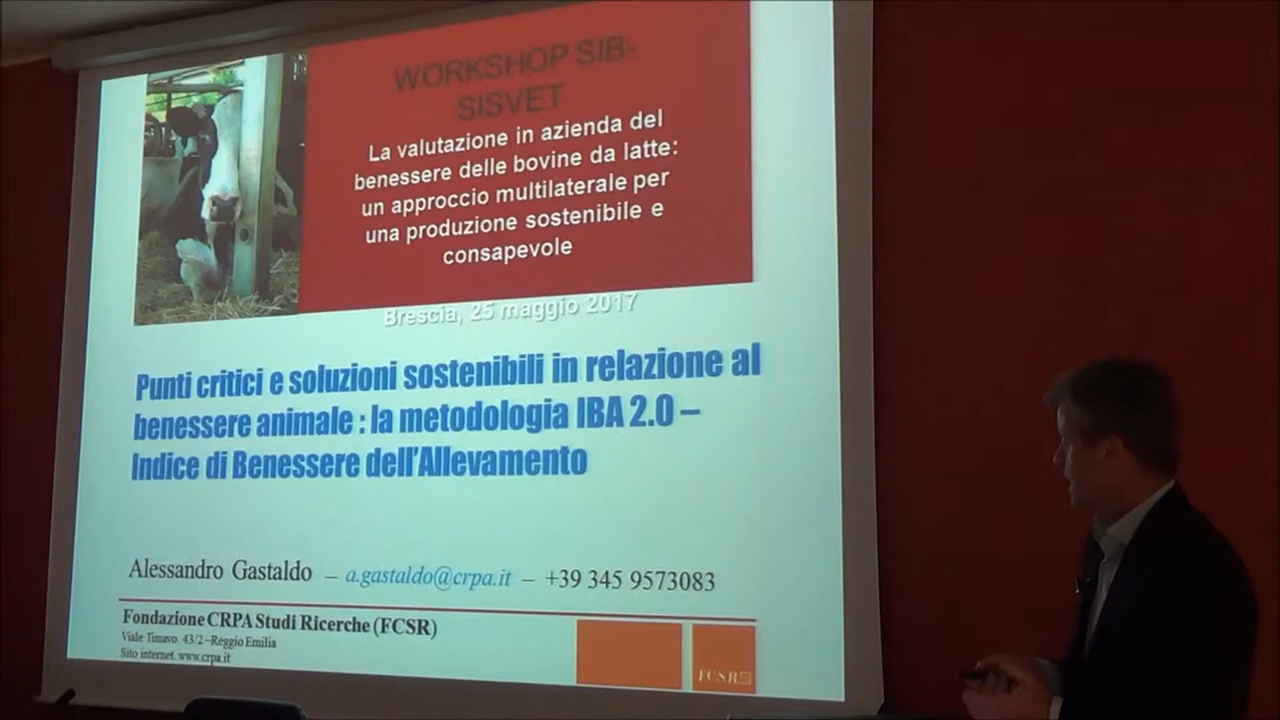 WORKSHOP SIB-
SISVET
La valutazione in azienda del
benessere delle bovine da latte:
un approccio multilaterale per
una produzione sostenibile e
consapevole
Brescia, 25 maggio 2017
Punti critici e soluzioni sostenibili in relazione al
benessere animale : la metodologia IBA 2.0 –
Indice di Benessere dell'Allevamento
Alessandro Gastaldo – a.gastaldo@crpa.it – +39 345 9573083
Fondazione CRPA Studi Ricerche (FCSR)
Viale Timavo 43/2 –Reggio Emilia
Sito internet. www.crpa.it
FCSR